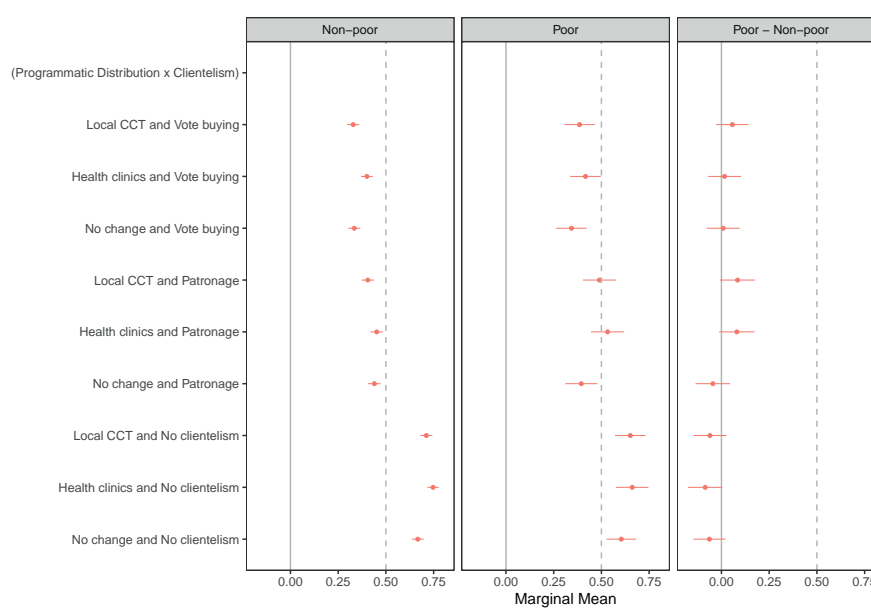 Non−poor Poor Poor − Non−poor
(Programmatic Distribution x Clientelism)
Local CCT and Vote buying
Health clinics and Vote buying
No change and Vote buying
Local CCT and Patronage
Health clinics and Patronage
No change and Patronage
Local CCT and No clientelism
Health clinics and No clientelism
No change and No clientelism
0.00 0.25 0.50 0.75 0.00 0.25 0.50 0.75 0.00 0.25 0.50 0.75
Marginal Mean